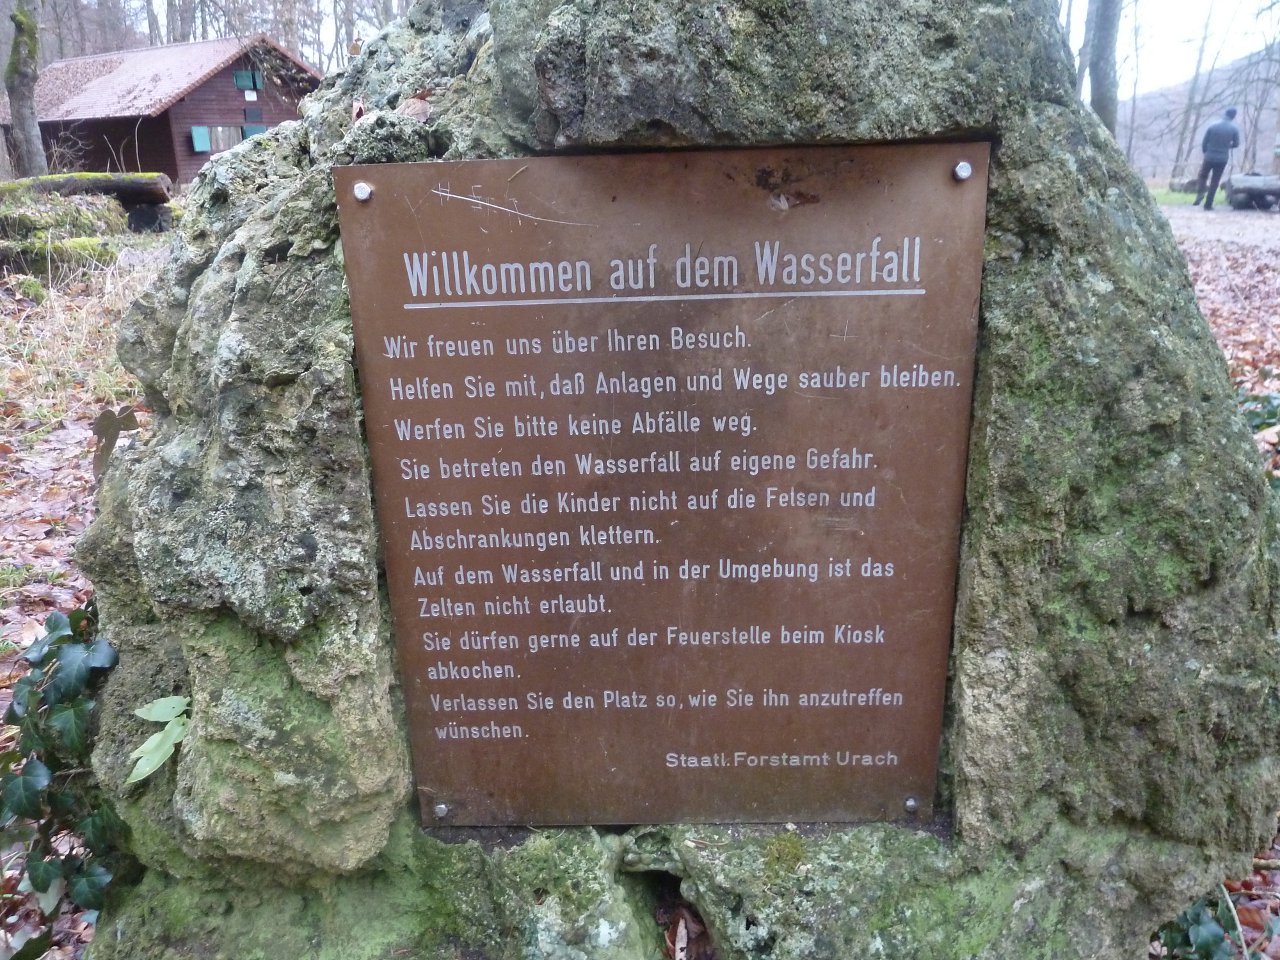 Willkommen auf dem Wasserfall
Wir freuen uns über Ihren Besuch.
Helfen Sie mit, daß Anlagen und Wege sauber bleiben.
Werfen Sie bitte keine Abfälle weg.
Sie betreten den Wasserfall auf eigene Gefahr.
Lassen Sie die Kinder nicht auf die Felsen und
Abschrankungen klettern.
Auf dem Wasserfall und in der Umgebung ist das
Zelten nicht erlaubt.
Sie dürfen gerne auf der Feuerstelle beim Kiosk
abkochen.
Verlassen Sie den Platz so, wie Sie ihn anzutreffen
wünschen.
Staatl. Forstamt Urach